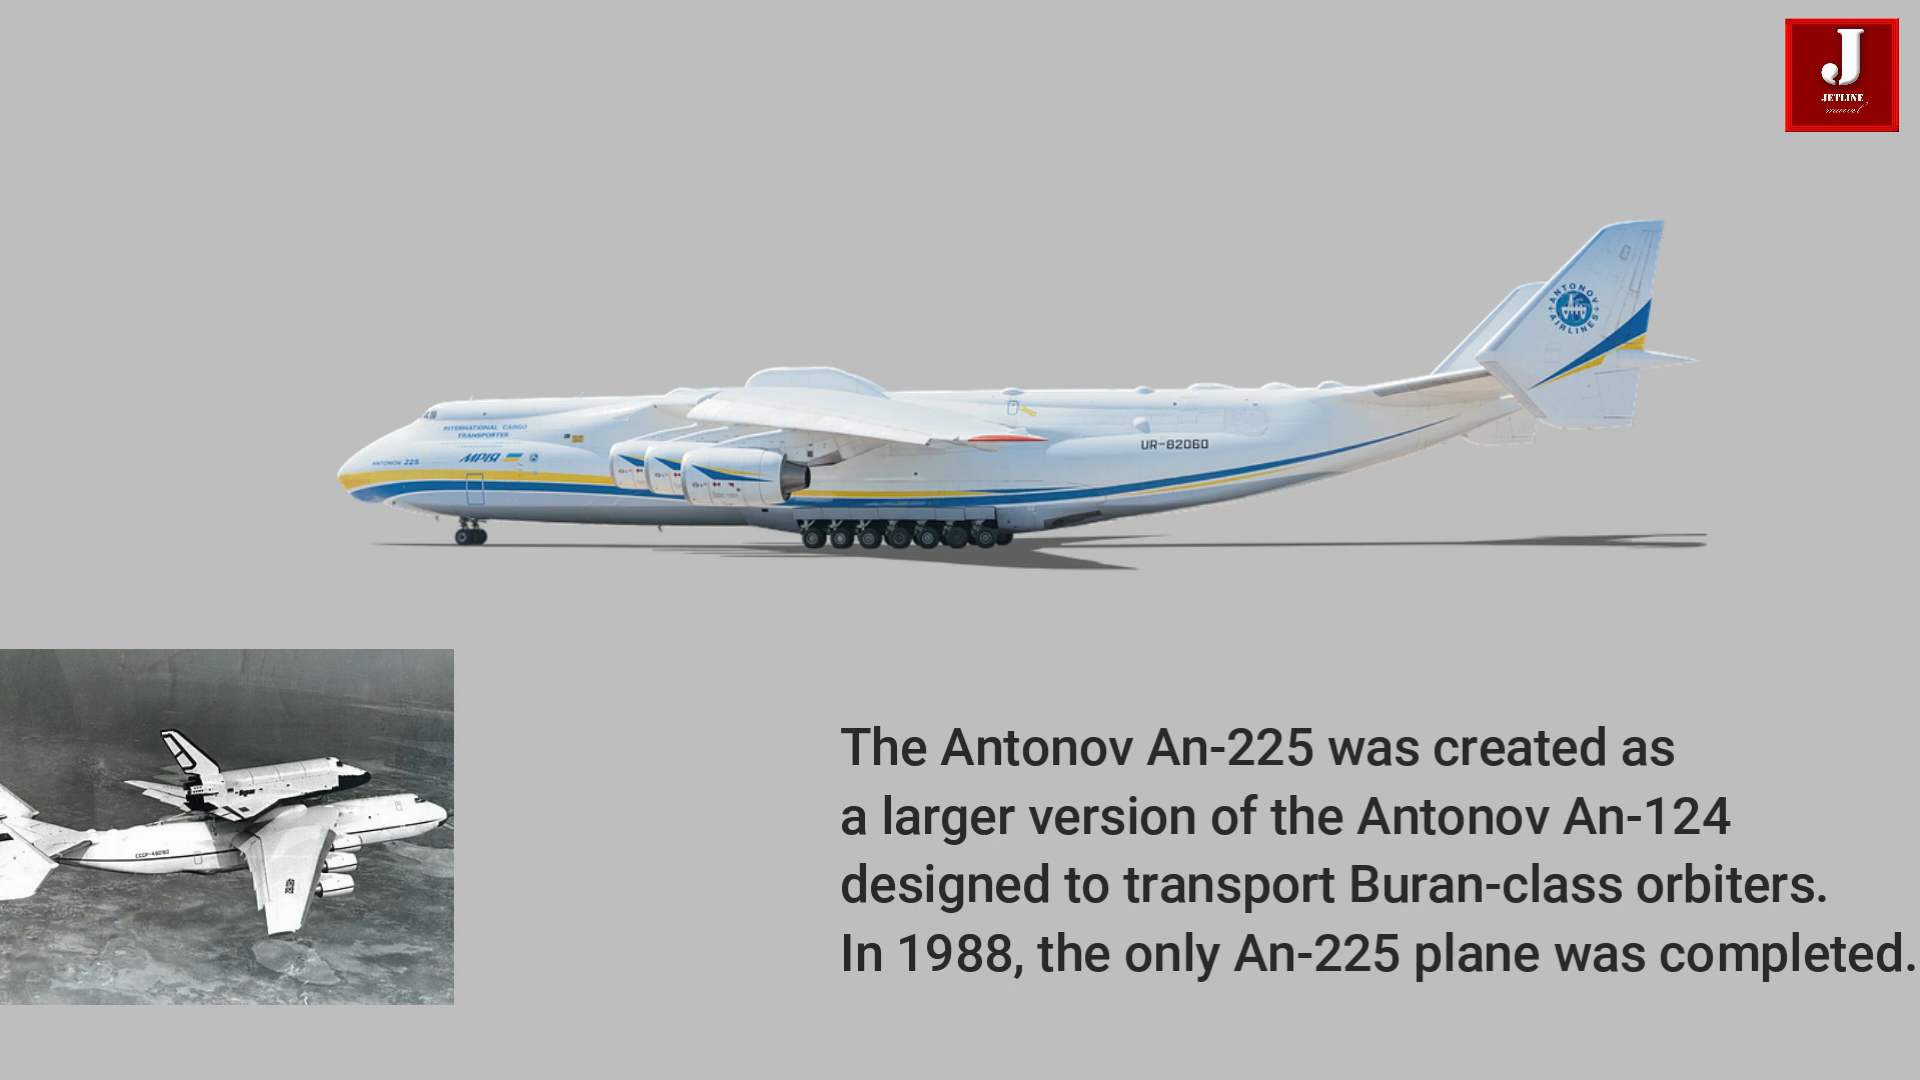 J
JETLINE
marvel
ANTONOV
AIRLINES
INTERNATIONAL CARGO
TRANSPORTER
ANTONOV 225
МРІЯ
UR-82060
The Antonov An-225 was created as
a larger version of the Antonov An-124
designed to transport Buran-class orbiters.
In 1988, the only An-225 plane was completed.